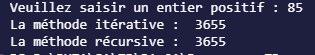 Veuillez saisir un entier positif : 85
La méthode itérative :  3655
La méthode récursive :  3655